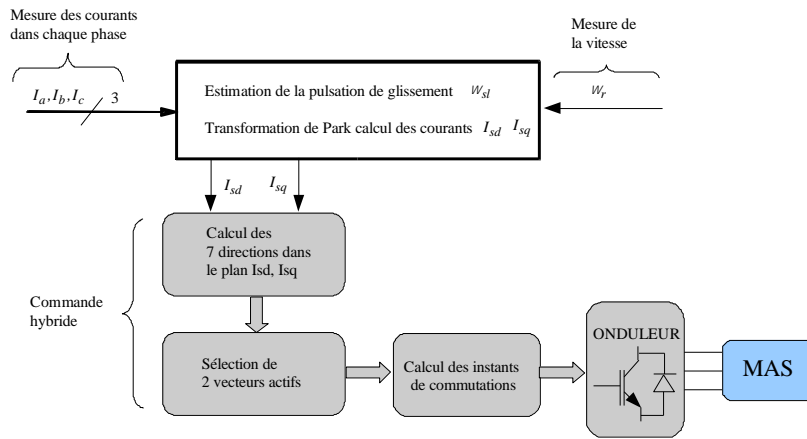 Mesure des courants
dans chaque phase
Mesure de
la vitesse
I_a, I_b, I_c 3
Estimation de la pulsation de glissement w_sl
w_r
Transformation de Park calcul des courants I_sd I_sq
I_sd I_sq
Calcul des
7 directions dans
le plan Isd, Isq
Commande
hybride
Sélection de
2 vecteurs actifs
Calcul des instants
de commutations
ONDULEUR
MAS